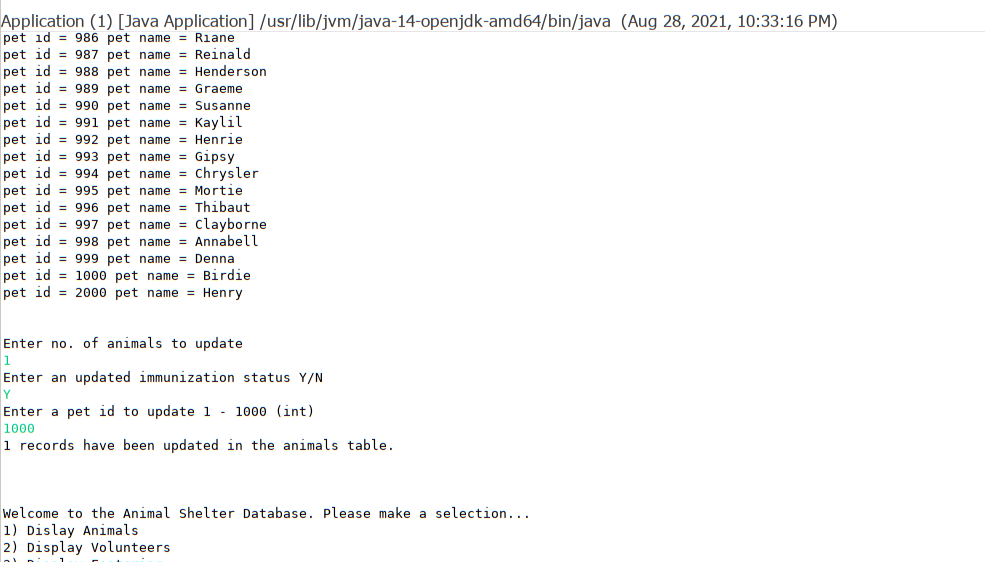 Application (1) [Java Application] /usr/lib/jvm/java-14-openjdk-amd64/bin/java (Aug 28, 2021, 10:33:16 PM)
pet id = 986 pet name = Riane
pet id = 987 pet name = Reinald
pet id = 988 pet name = Henderson
pet id = 989 pet name = Graeme
pet id = 990 pet name = Susanne
pet id = 991 pet name = Kaylil
pet id = 992 pet name = Henrie
pet id = 993 pet name = Gipsy
pet id = 994 pet name = Chrysler
pet id = 995 pet name = Mortie
pet id = 996 pet name = Thibaut
pet id = 997 pet name = Clayborne
pet id = 998 pet name = Annabell
pet id = 999 pet name = Denna
pet id = 1000 pet name = Birdie
pet id = 2000 pet name = Henry
Enter no. of animals to update
1
Enter an updated immunization status Y/N
Y
Enter a pet id to update 1 - 1000 (int)
1000
1 records have been updated in the animals table.
Welcome to the Animal Shelter Database. Please make a selection...
1) Dislay Animals
2) Display Volunteers